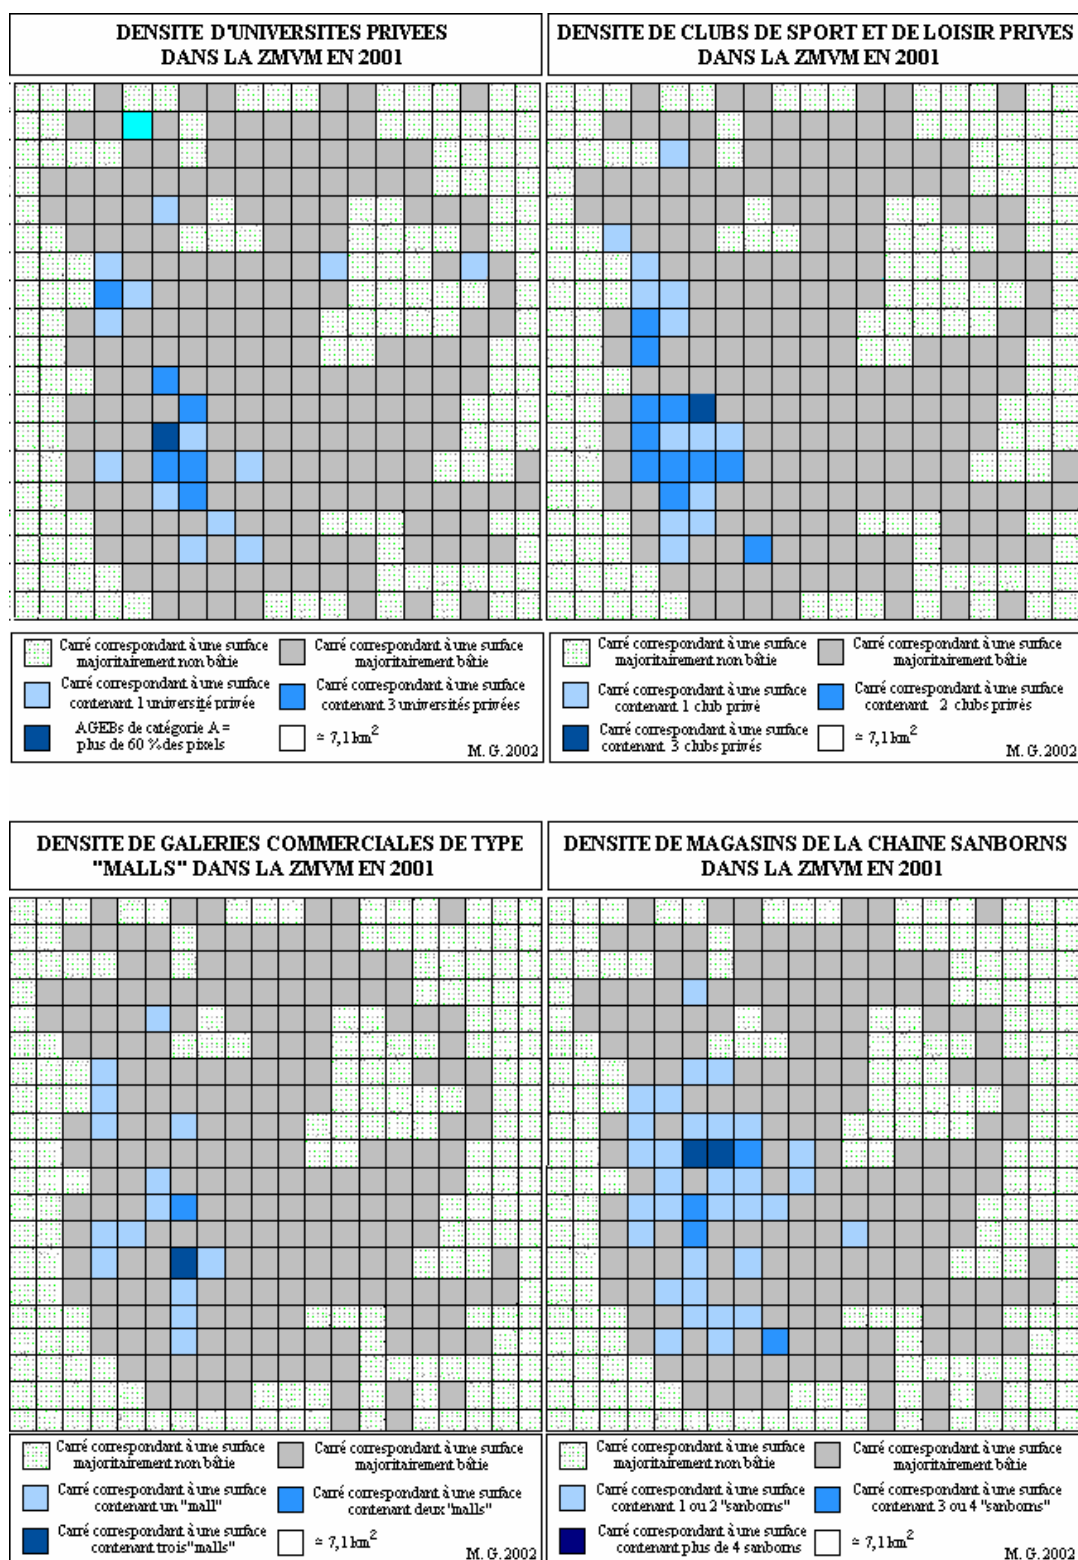 DENSITE D'UNIVERSITES PRIVEES
DANS LA ZMVM EN 2001
DENSITE DE CLUBS DE SPORT ET DE LOISIR PRIVES
DANS LA ZMVM EN 2001
Carré correspondant à une surface
majoritairement non bâtie
Carré correspondant à une surface
majoritairement bâtie
Carré correspondant à une surface
contenant 1 université privée
Carré correspondant à une surface
contenant 3 universités privées
AGEBs de catégorie A =
plus de 60 % des pixels
≃ 7,1 km²
M. G. 2002
Carré correspondant à une surface
majoritairement non bâtie
Carré correspondant à une surface
majoritairement bâtie
Carré correspondant à une surface
contenant 1 club privé
Carré correspondant à une surface
contenant 2 clubs privés
Carré correspondant à une surface
contenant 3 clubs privés
≃ 7,1 km²
M. G. 2002
DENSITE DE GALERIES COMMERCIALES DE TYPE
"MALLS" DANS LA ZMVM EN 2001
DENSITE DE MAGASINS DE LA CHAINE SANBORNS
DANS LA ZMVM EN 2001
Carré correspondant à une surface
majoritairement non bâtie
Carré correspondant à une surface
majoritairement bâtie
Carré correspondant à une surface
contenant un "mall"
Carré correspondant à une surface
contenant deux "malls"
Carré correspondant à une surface
contenant trois "malls"
≃ 7,1 km²
M. G. 2002
Carré correspondant à une surface
majoritairement non bâtie
Carré correspondant à une surface
majoritairement bâtie
Carré correspondant à une surface
contenant 1 ou 2 "sanborns"
Carré correspondant à une surface
contenant 3 ou 4 "sanborns"
Carré correspondant à une surface
contenant plus de 4 sanborns
≃ 7,1 km²
M. G. 2002